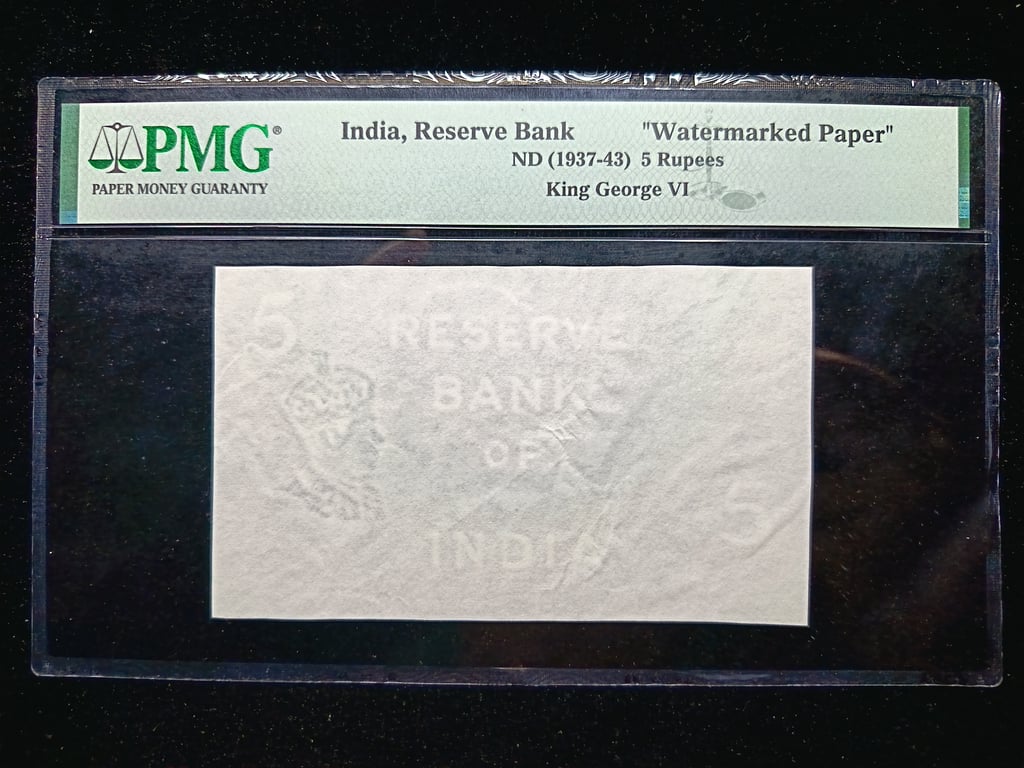 PMG®
PAPER MONEY GUARANTY
India, Reserve Bank "Watermarked Paper"
ND (1937-43) 5 Rupees
King George VI
5
RESERVE
BANK
OF
INDIA
5